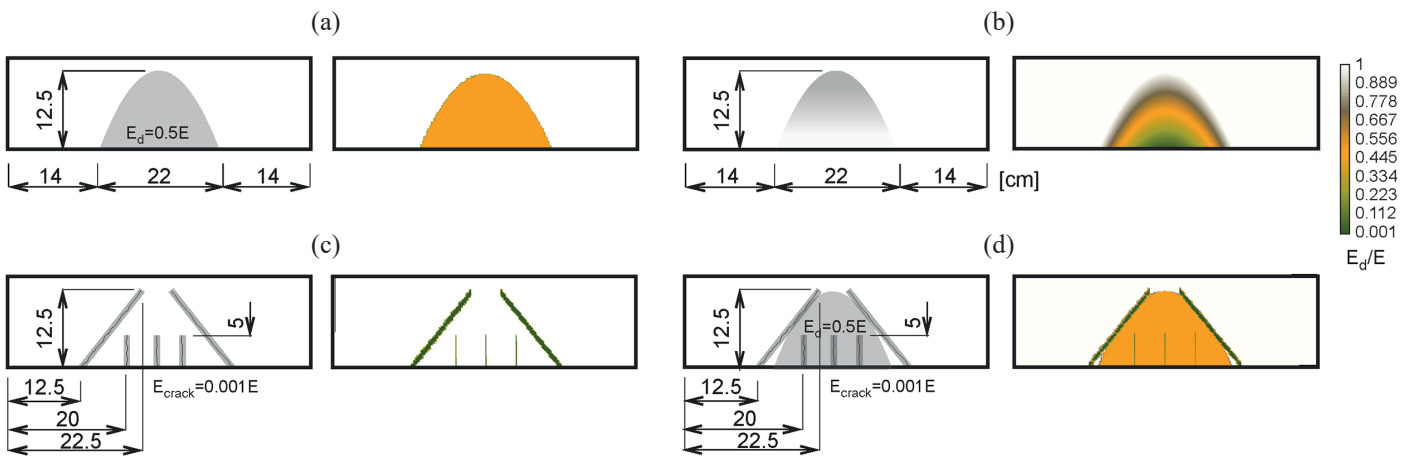 (a)
(b)
12.5
E_d=0.5E
14
22
14
12.5
14
22
14
[cm]
1
0.889
0.778
0.667
0.556
0.445
0.334
0.223
0.112
0.001
E_d/E
(c)
(d)
12.5
5
12.5
E_crack=0.001E
20
22.5
12.5
E_d=0.5E
5
12.5
E_crack=0.001E
20
22.5